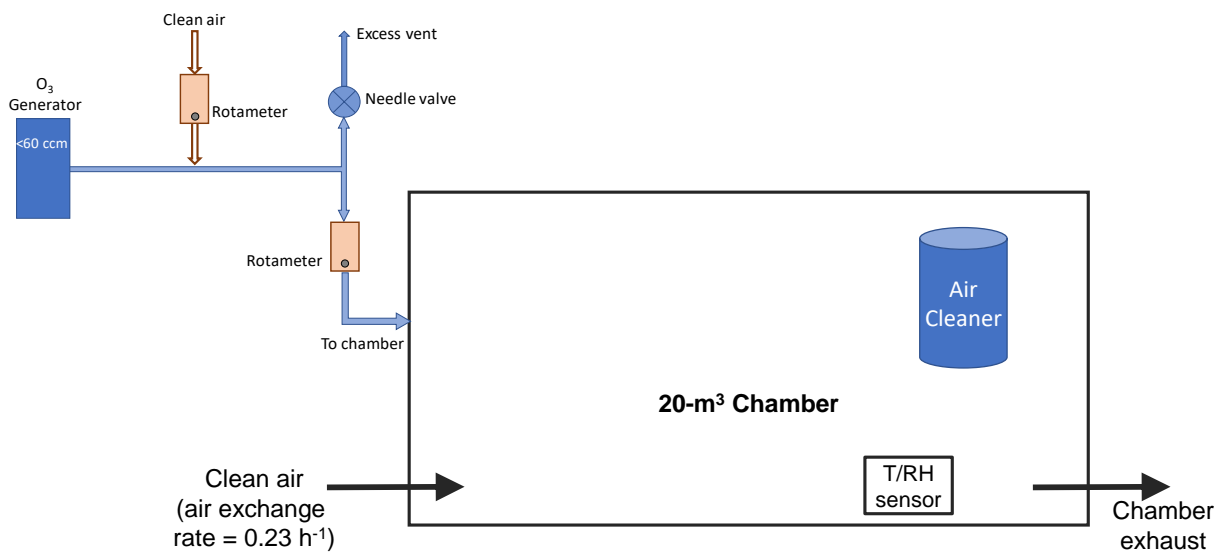 Clean air
Excess vent
O₃
Generator
Rotameter
Needle valve
<60 ccm
Rotameter
To chamber
Air
Cleaner
20-m³ Chamber
Clean air
(air exchange
rate = 0.23 h⁻¹)
T/RH
sensor
Chamber
exhaust